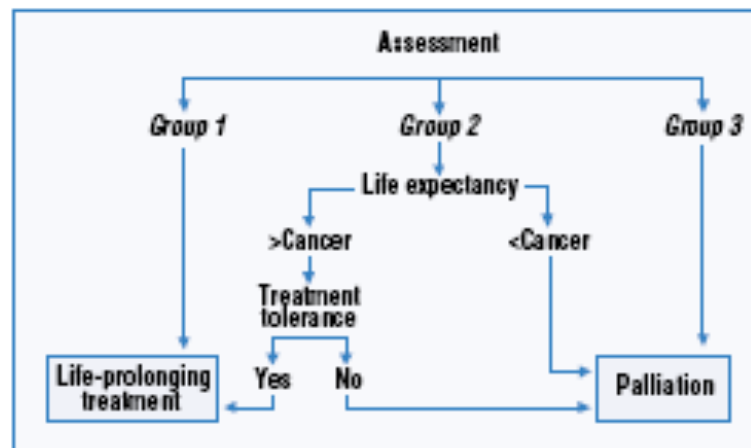 Assessment
Group 1
Group 2
Group 3
Life expectancy
>Cancer
<Cancer
Treatment
tolerance
Life-prolonging
treatment
Yes
No
Palliation